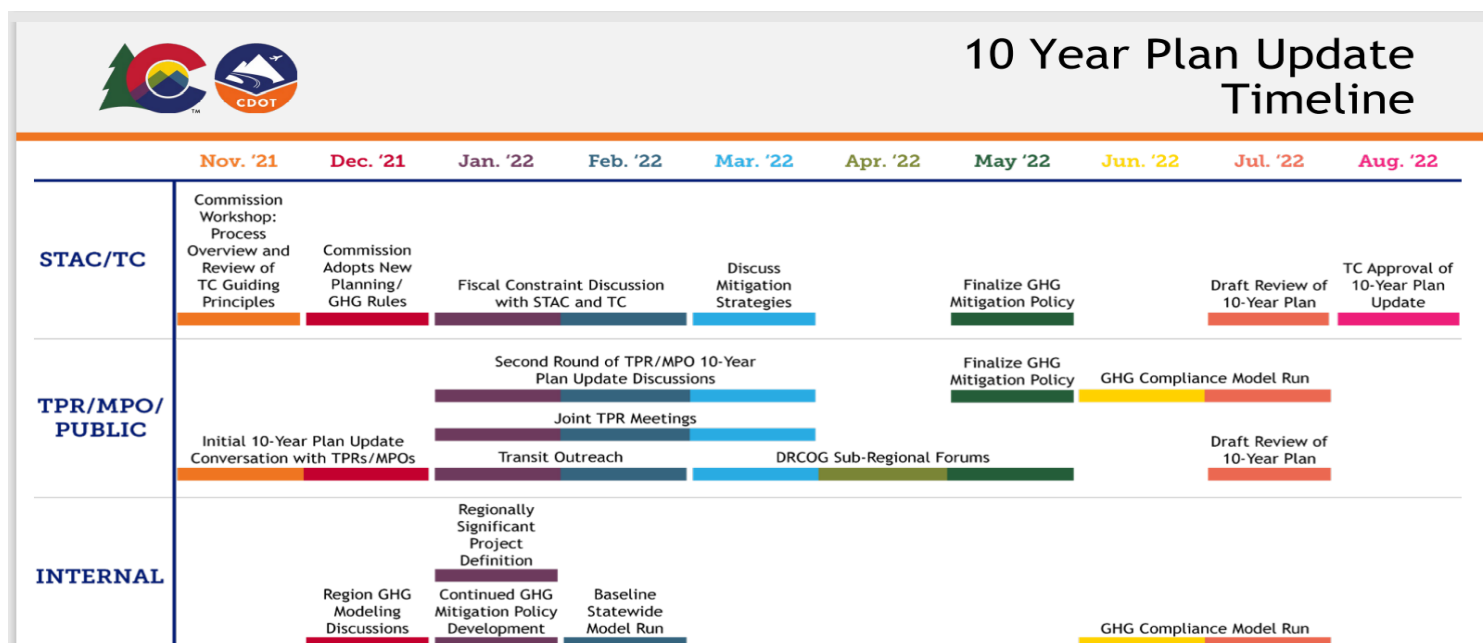 10 Year Plan Update
Timeline
TM
CDOT
Nov. '21 Dec. '21 Jan. '22 Feb. '22 Mar. '22 Apr. '22 May '22 Jun. '22 Jul. '22 Aug. '22
STAC/TC
Commission
Workshop:
Process
Overview and
Review of
TC Guiding
Principles
Commission
Adopts New
Planning/
GHG Rules
Fiscal Constraint Discussion
with STAC and TC
Discuss
Mitigation
Strategies
Finalize GHG
Mitigation Policy
Draft Review of
10-Year Plan
TC Approval of
10-Year Plan
Update
TPR/MPO/
PUBLIC
Second Round of TPR/MPO 10-Year
Plan Update Discussions
Finalize GHG
Mitigation Policy
GHG Compliance Model Run
Joint TPR Meetings
Initial 10-Year Plan Update
Conversation with TPRs/MPOs
Transit Outreach
DRCOG Sub-Regional Forums
Draft Review of
10-Year Plan
INTERNAL
Regionally
Significant
Project
Definition
Region GHG
Modeling
Discussions
Continued GHG
Mitigation Policy
Development
Baseline
Statewide
Model Run
GHG Compliance Model Run